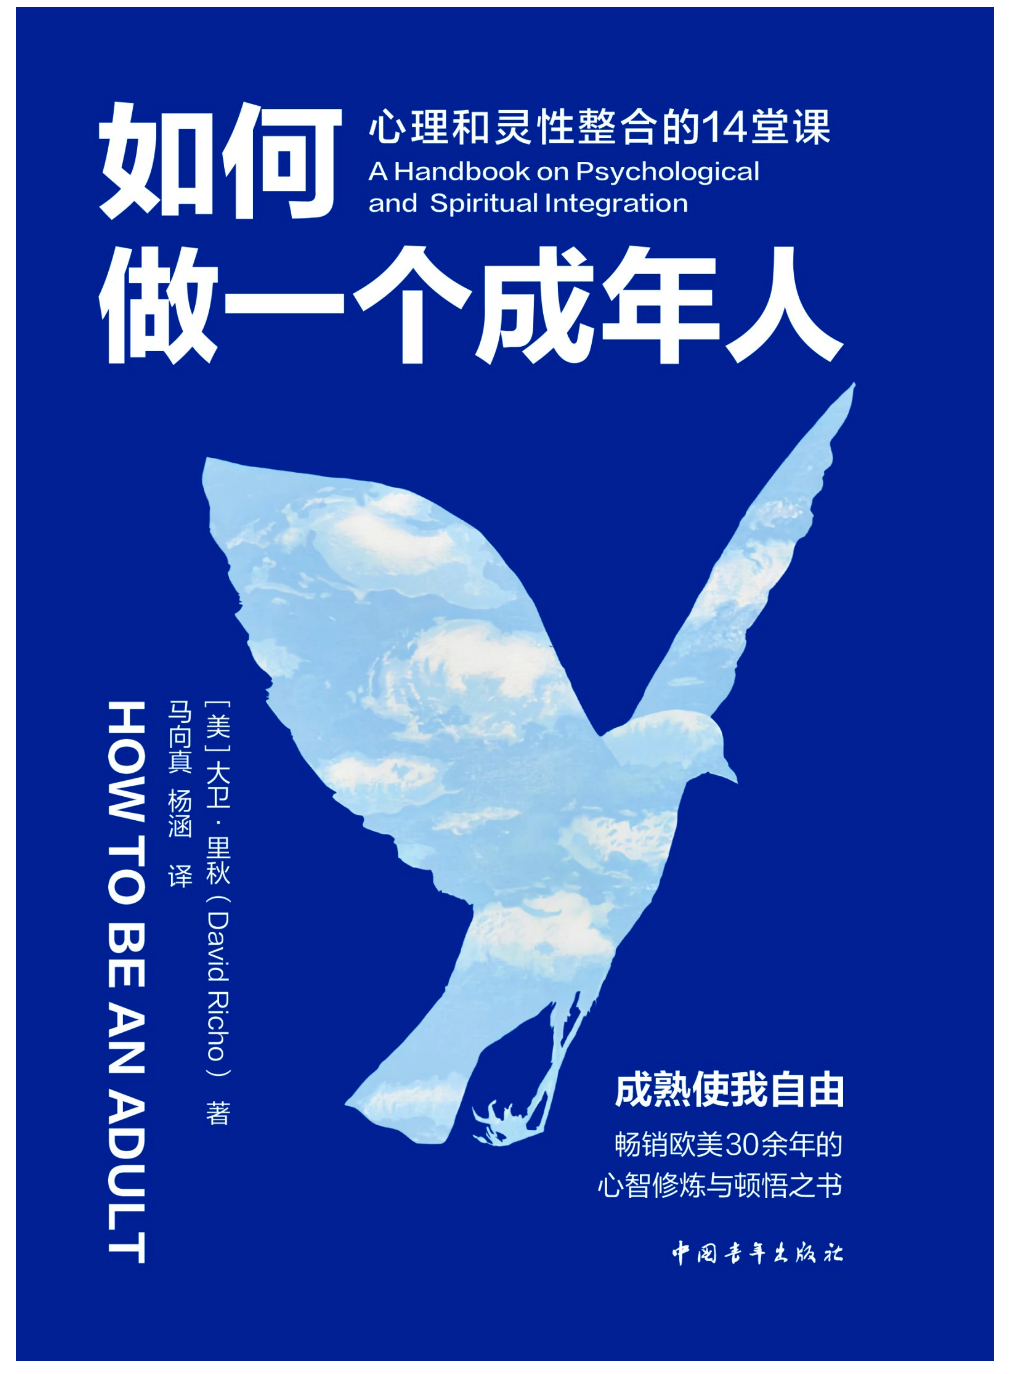 如何
心理和灵性整合的14堂课
A Handbook on Psychological
and Spiritual Integration
做一个成年人
[美]大卫·里秋(David Richo) 著
马向真 杨涵 译
HOW TO BE AN ADULT
成熟使我自由
畅销欧美30余年的
心智修炼与顿悟之书
中国青年出版社